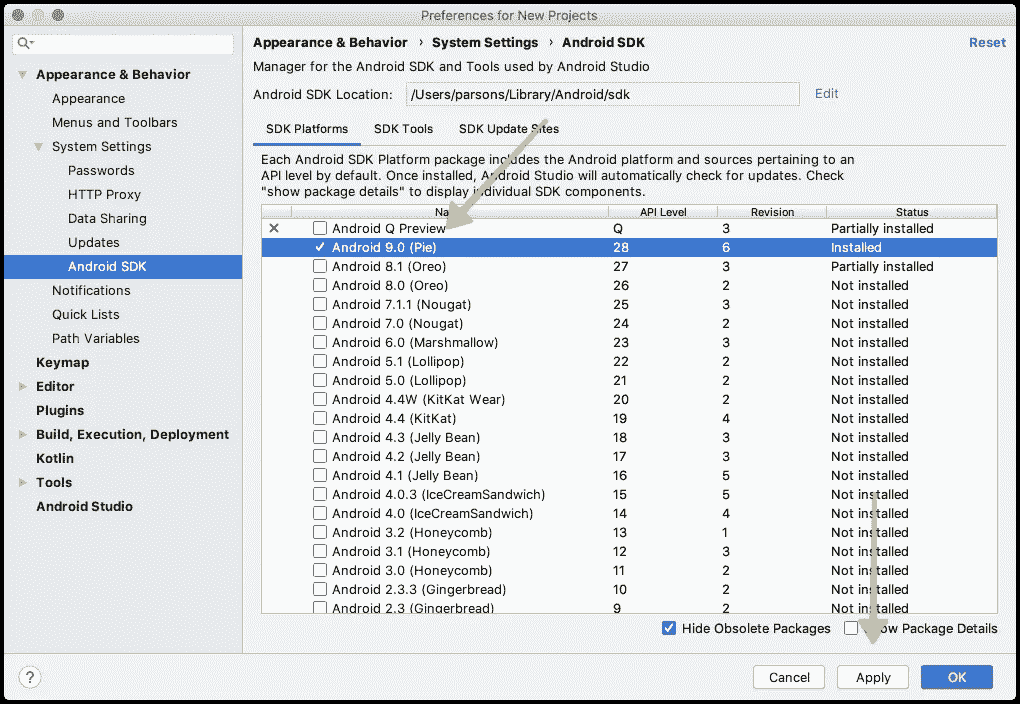 Preferences for New Projects
Appearance & Behavior
Appearance
Menus and Toolbars
System Settings
Passwords
HTTP Proxy
Data Sharing
Updates
Android SDK
Notifications
Quick Lists
Path Variables
Keymap
Editor
Plugins
Build, Execution, Deployment
Kotlin
Tools
Android Studio
Appearance & Behavior › System Settings › Android SDK Reset
Manager for the Android SDK and Tools used by Android Studio
Android SDK Location: /Users/parsons/Library/Android/sdk Edit
SDK Platforms SDK Tools SDK Update Sites
Each Android SDK Platform package includes the Android platform and sources pertaining to an
API level by default. Once installed, Android Studio will automatically check for updates. Check
"show package details" to display individual SDK components.
API Level Revision Status
Android Q Preview Q 3 Partially installed
Android 9.0 (Pie) 28 6 Installed
Android 8.1 (Oreo) 27 3 Partially installed
Android 8.0 (Oreo) 26 2 Not installed
Android 7.1.1 (Nougat) 25 3 Not installed
Android 7.0 (Nougat) 24 2 Not installed
Android 6.0 (Marshmallow) 23 3 Not installed
Android 5.1 (Lollipop) 22 2 Not installed
Android 5.0 (Lollipop) 21 2 Not installed
Android 4.4W (KitKat Wear) 20 2 Not installed
Android 4.4 (KitKat) 19 4 Not installed
Android 4.3 (Jelly Bean) 18 3 Not installed
Android 4.2 (Jelly Bean) 17 3 Not installed
Android 4.1 (Jelly Bean) 16 5 Not installed
Android 4.0.3 (IceCreamSandwich) 15 5 Not installed
Android 4.0 (IceCreamSandwich) 14 4 Not installed
Android 3.2 (Honeycomb) 13 1 Not installed
Android 3.1 (Honeycomb) 12 3 Not installed
Android 3.0 (Honeycomb) 11 2 Not installed
Android 2.3.3 (Gingerbread) 10 2 Not installed
Android 2.3 (Gingerbread) 9 2 Not installed
Hide Obsolete Packages Show Package Details
? Cancel Apply OK